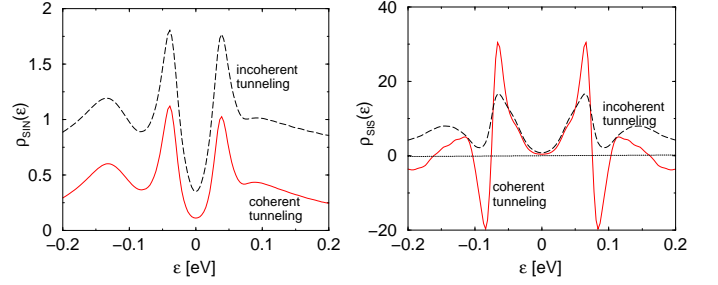 2
1.5
1
0.5
0
ρSIN(ε)
incoherent
tunneling
coherent
tunneling
−0.2
−0.1
0
0.1
0.2
ε [eV]
40
20
0
−20
ρSIS(ε)
incoherent
tunneling
coherent
tunneling
−0.2
−0.1
0
0.1
0.2
ε [eV]